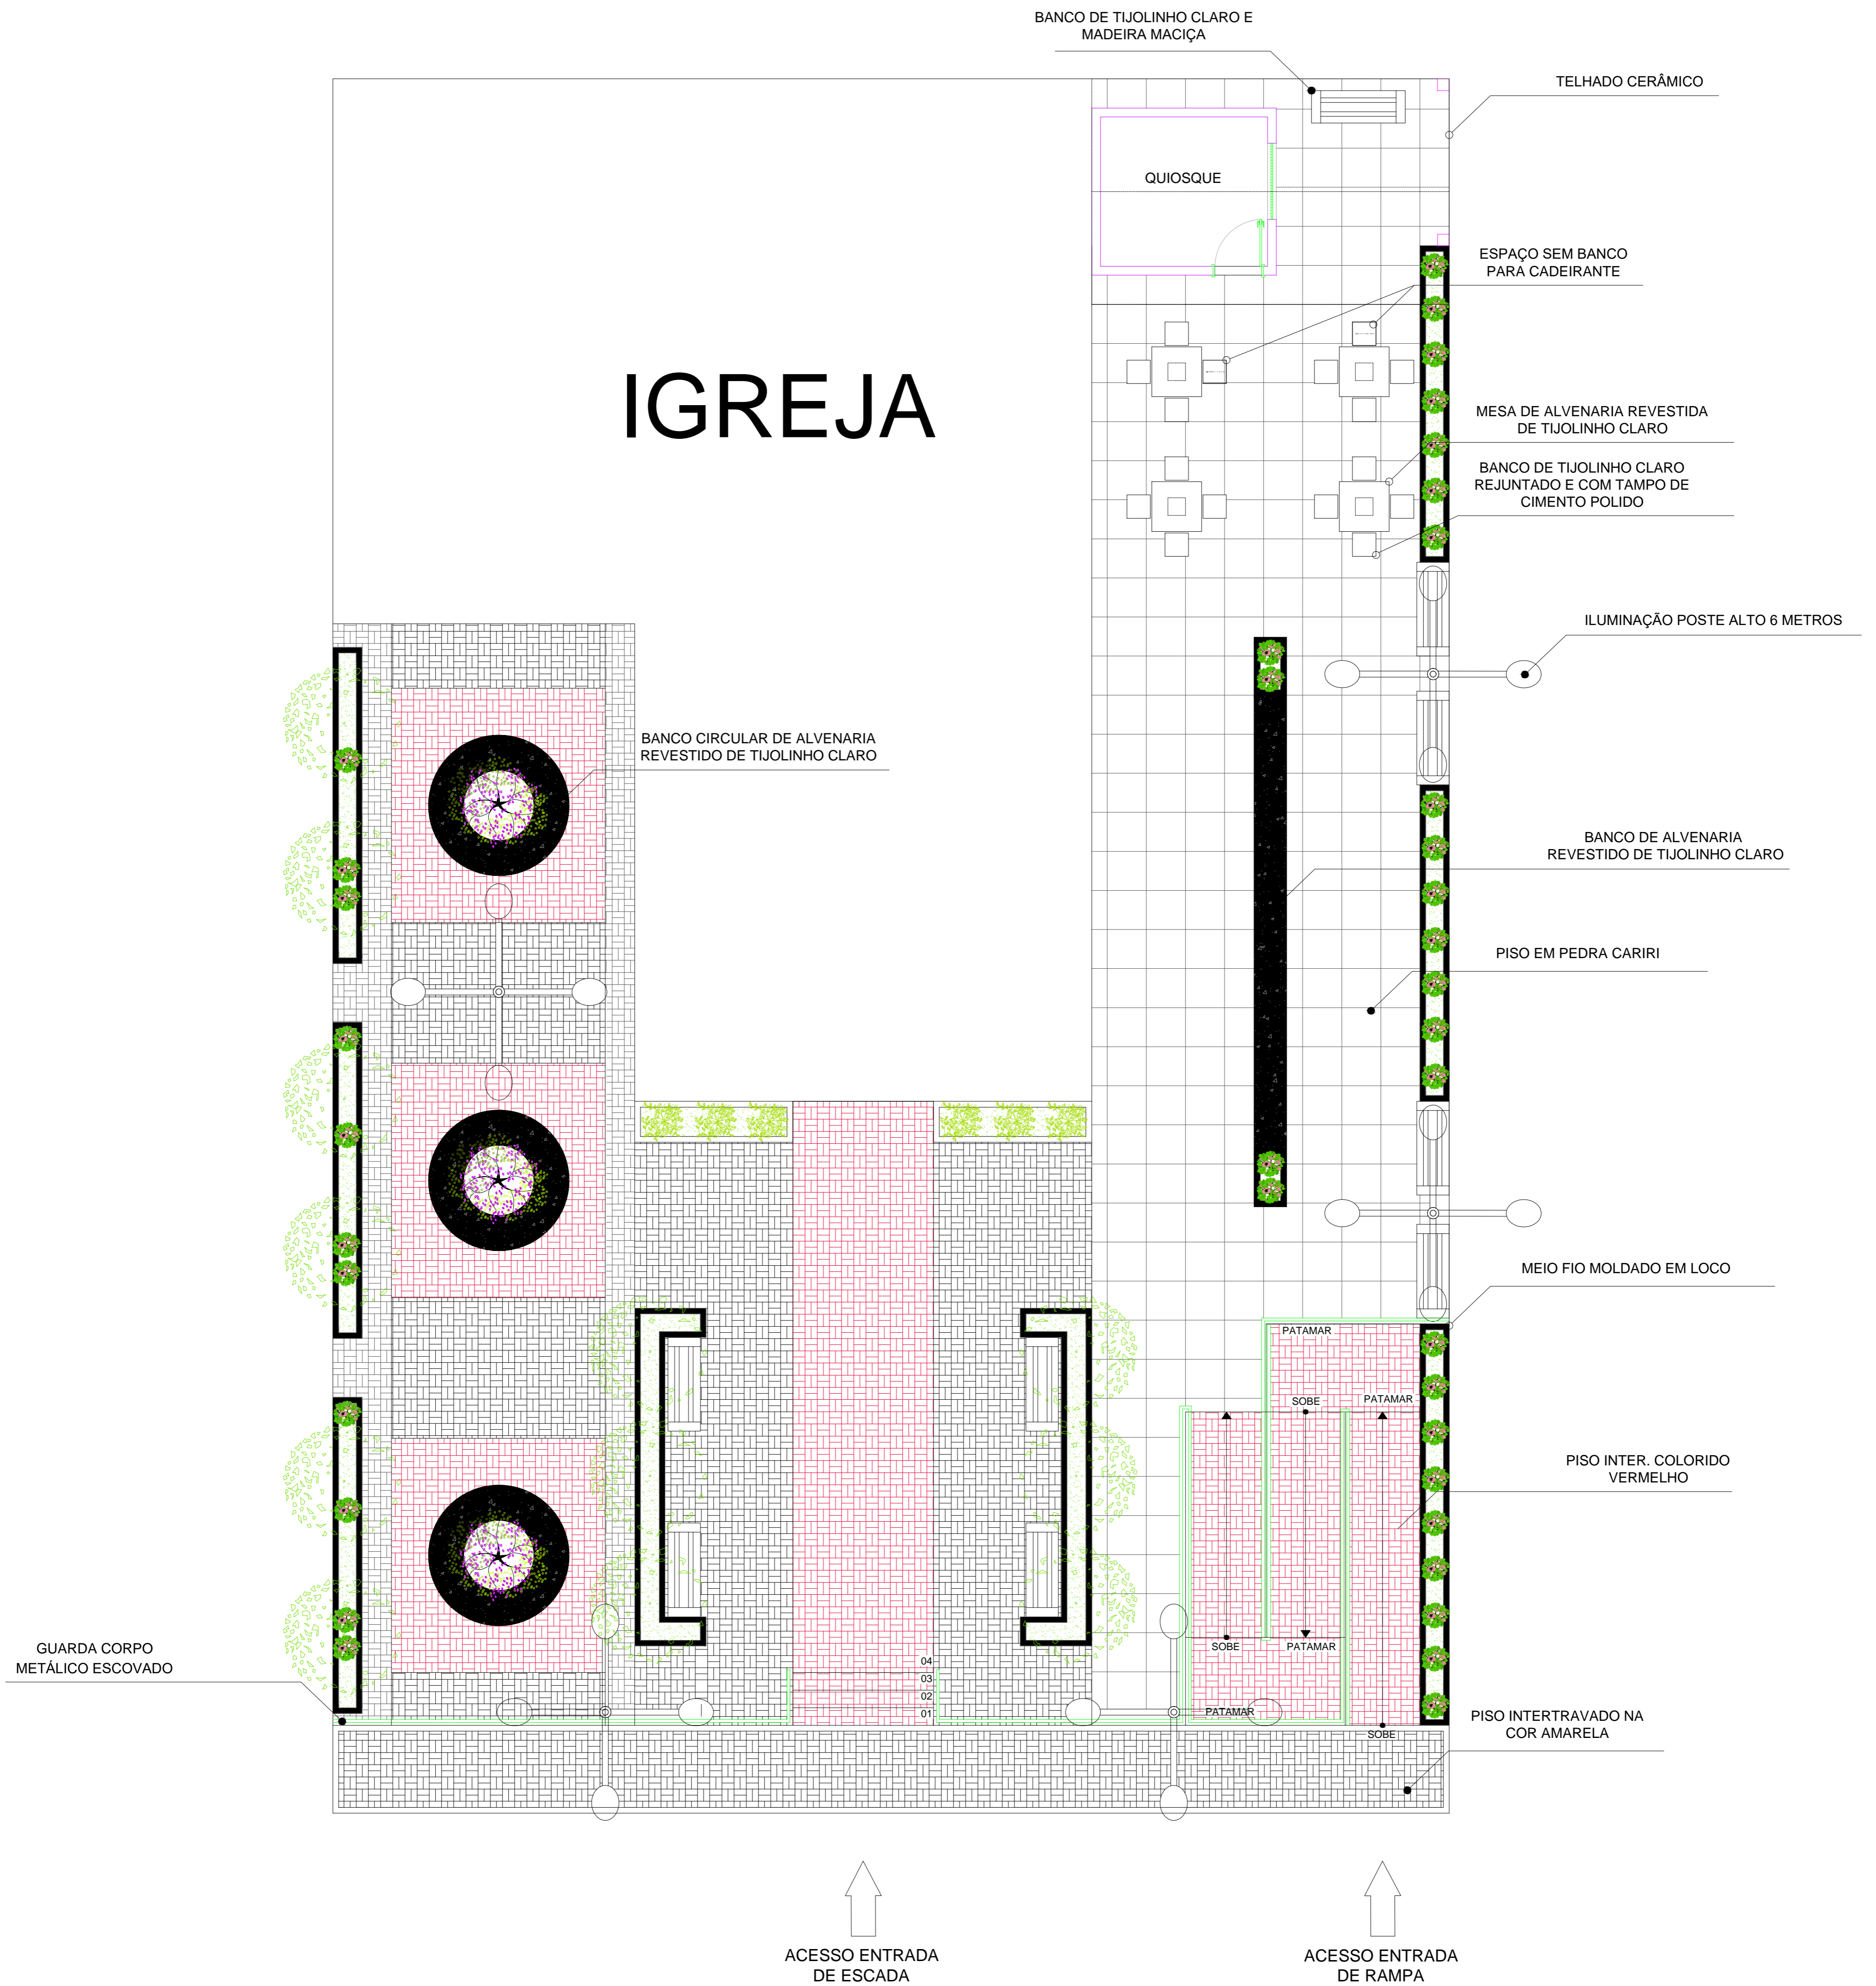 BANCO DE TIJOLINHO CLARO E
MADEIRA MACIÇA
TELHADO CERÂMICO
QUIOSQUE
ESPAÇO SEM BANCO
PARA CADEIRANTE
IGREJA
MESA DE ALVENARIA REVESTIDA
DE TIJOLINHO CLARO
BANCO DE TIJOLINHO CLARO
REJUNTADO E COM TAMPO DE
CIMENTO POLIDO
ILUMINAÇÃO POSTE ALTO 6 METROS
BANCO CIRCULAR DE ALVENARIA
REVESTIDO DE TIJOLINHO CLARO
BANCO DE ALVENARIA
REVESTIDO DE TIJOLINHO CLARO
PISO EM PEDRA CARIRI
MEIO FIO MOLDADO EM LOCO
PATAMAR
SOBE
PATAMAR
PISO INTER. COLORIDO
VERMELHO
SOBE
PATAMAR
GUARDA CORPO
METÁLICO ESCOVADO
04
03
02
01
PATAMAR
SOBE
PISO INTERTRAVADO NA
COR AMARELA
ACESSO ENTRADA
DE ESCADA
ACESSO ENTRADA
DE RAMPA